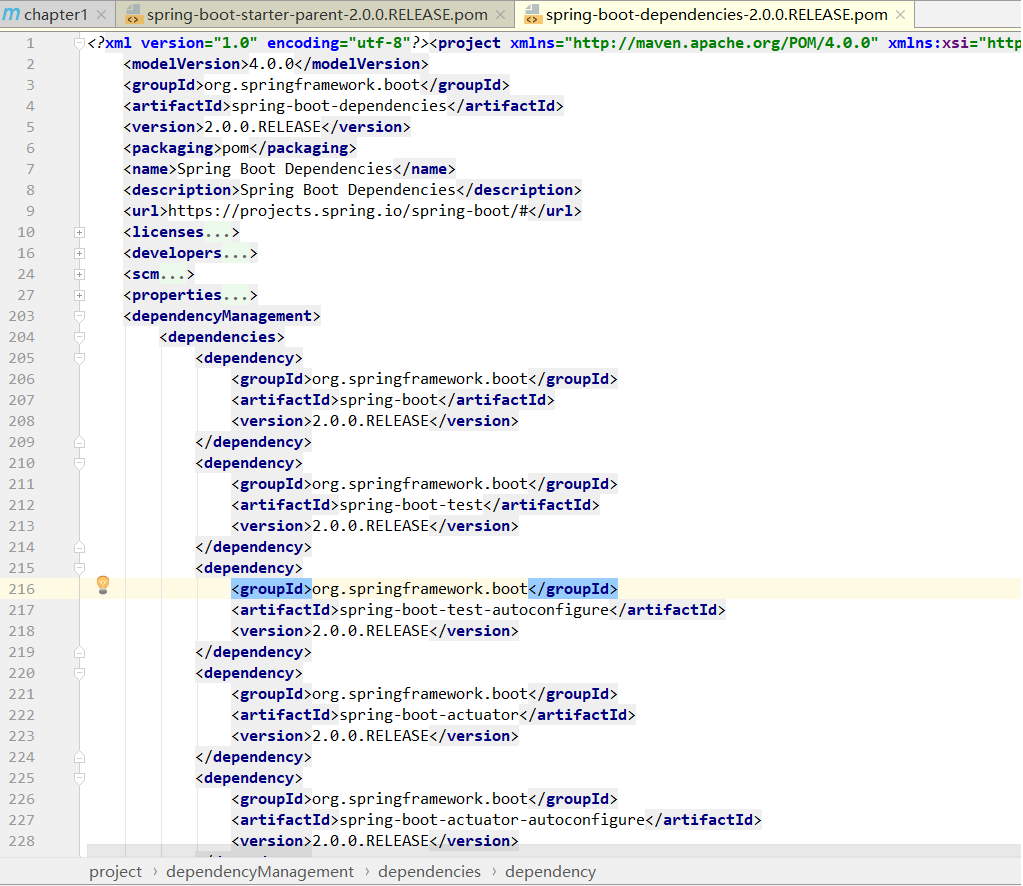 chapter1 spring-boot-starter-parent-2.0.0.RELEASE.pom spring-boot-dependencies-2.0.0.RELEASE.pom
1 <?xml version="1.0" encoding="utf-8"?><project xmlns="http://maven.apache.org/POM/4.0.0" xmlns:xsi="http
2 <modelVersion>4.0.0</modelVersion>
3 <groupId>org.springframework.boot</groupId>
4 <artifactId>spring-boot-dependencies</artifactId>
5 <version>2.0.0.RELEASE</version>
6 <packaging>pom</packaging>
7 <name>Spring Boot Dependencies</name>
8 <description>Spring Boot Dependencies</description>
9 <url>https://projects.spring.io/spring-boot/#</url>
10 <licenses...>
16 <developers...>
24 <scm...>
27 <properties...>
203 <dependencyManagement>
204 <dependencies>
205 <dependency>
206 <groupId>org.springframework.boot</groupId>
207 <artifactId>spring-boot</artifactId>
208 <version>2.0.0.RELEASE</version>
209 </dependency>
210 <dependency>
211 <groupId>org.springframework.boot</groupId>
212 <artifactId>spring-boot-test</artifactId>
213 <version>2.0.0.RELEASE</version>
214 </dependency>
215 <dependency>
216 <groupId>org.springframework.boot</groupId>
217 <artifactId>spring-boot-test-autoconfigure</artifactId>
218 <version>2.0.0.RELEASE</version>
219 </dependency>
220 <dependency>
221 <groupId>org.springframework.boot</groupId>
222 <artifactId>spring-boot-actuator</artifactId>
223 <version>2.0.0.RELEASE</version>
224 </dependency>
225 <dependency>
226 <groupId>org.springframework.boot</groupId>
227 <artifactId>spring-boot-actuator-autoconfigure</artifactId>
228 <version>2.0.0.RELEASE</version>
project › dependencyManagement › dependencies › dependency